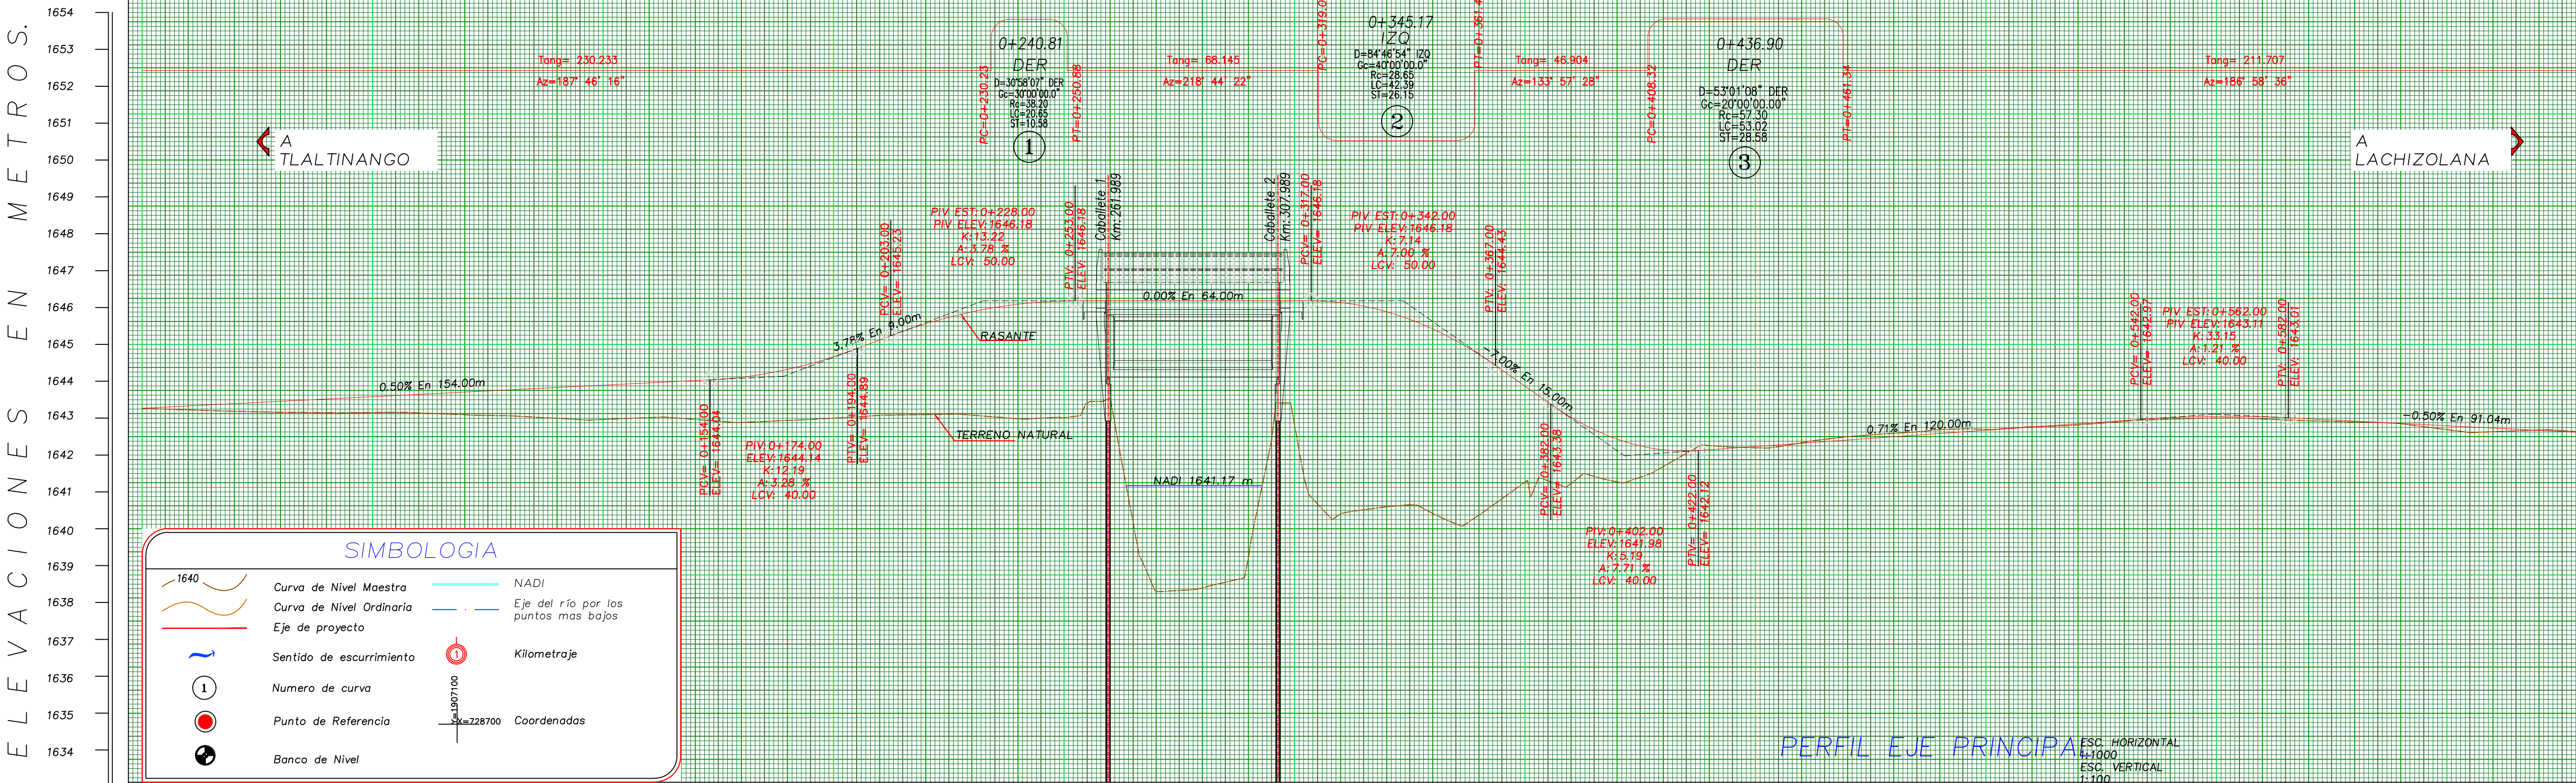 ELEVACIONES EN METROS.
1654
1653
1652
1651
1650
1649
1648
1647
1646
1645
1644
1643
1642
1641
1640
1639
1638
1637
1636
1635
1634
Tang= 230.233
Az=187° 46' 16"
PC=0+230.23
0+240.81
DER
D=30°58'07" DER
Gc=30°00'00.0"
Rc=38.20
LC=20.65
ST=10.58
1
PT=0+250.88
Tang= 68.145
Az=218° 44' 22"
0+345.17
IZQ
D=84°46'54" IZQ
Gc=40°00'00.0"
Rc=28.65
LC=42.39
ST=26.15
2
Tang= 46.904
Az=133° 57' 28"
PC=0+408.32
0+436.90
DER
D=53°01'08" DER
Gc=20°00'00.00"
Rc=57.30
LC=53.02
ST=28.58
3
PT=0+461.34
Tang= 211.707
Az=186° 58' 36"
A
TLALTINANGO
A
LACHIZOLANA
0.50% En 154.00m
PCV= 0+154.00
ELEV= 1644.04
PIV: 0+174.00
ELEV:1644.14
K: 12.19
A: 3.28 %
LCV: 40.00
PTV= 0+194.00
ELEV= 1644.89
3.78% En 9.00m
PCV= 0+203.00
ELEV= 1645.23
PIV EST: 0+228.00
PIV ELEV:1646.18
K: 13.22
A: 3.78 %
LCV: 50.00
RASANTE
TERRENO NATURAL
PTV: 0+253.00
ELEV: 1646.18
Caballete 1
Km: 261.989
0.00% En 64.00m
NADI 1641.17 m
Caballete 2
Km: 307.989
PCV= 0+317.00
ELEV= 1646.18
PIV EST: 0+342.00
PIV ELEV:1646.18
K: 7.14
A: 7.00 %
LCV: 50.00
PTV: 0+367.00
ELEV: 1644.43
-7.00% En 15.00m
PCV= 0+382.00
ELEV= 1643.38
PIV: 0+402.00
ELEV:1641.98
K: 5.19
A: 7.71 %
LCV: 40.00
PTV= 0+422.00
ELEV= 1642.12
0.71% En 120.00m
PCV= 0+542.00
ELEV= 1642.97
PIV EST: 0+562.00
PIV ELEV:1643.11
K: 33.15
A: 1.21 %
LCV: 40.00
PTV: 0+582.00
ELEV: 1643.01
-0.50% En 91.04m
SIMBOLOGIA
1640
Curva de Nivel Maestra
Curva de Nivel Ordinaria
Eje de proyecto
Sentido de escurrimiento
1
Numero de curva
Punto de Referencia
Banco de Nivel
NADI
Eje del río por los
puntos mas bajos
1
Kilometraje
Y=1907100
X=728700
Coordenadas
PERFIL EJE PRINCIPA
ESC. HORIZONTAL
1:1000
ESC. VERTICAL
1:100